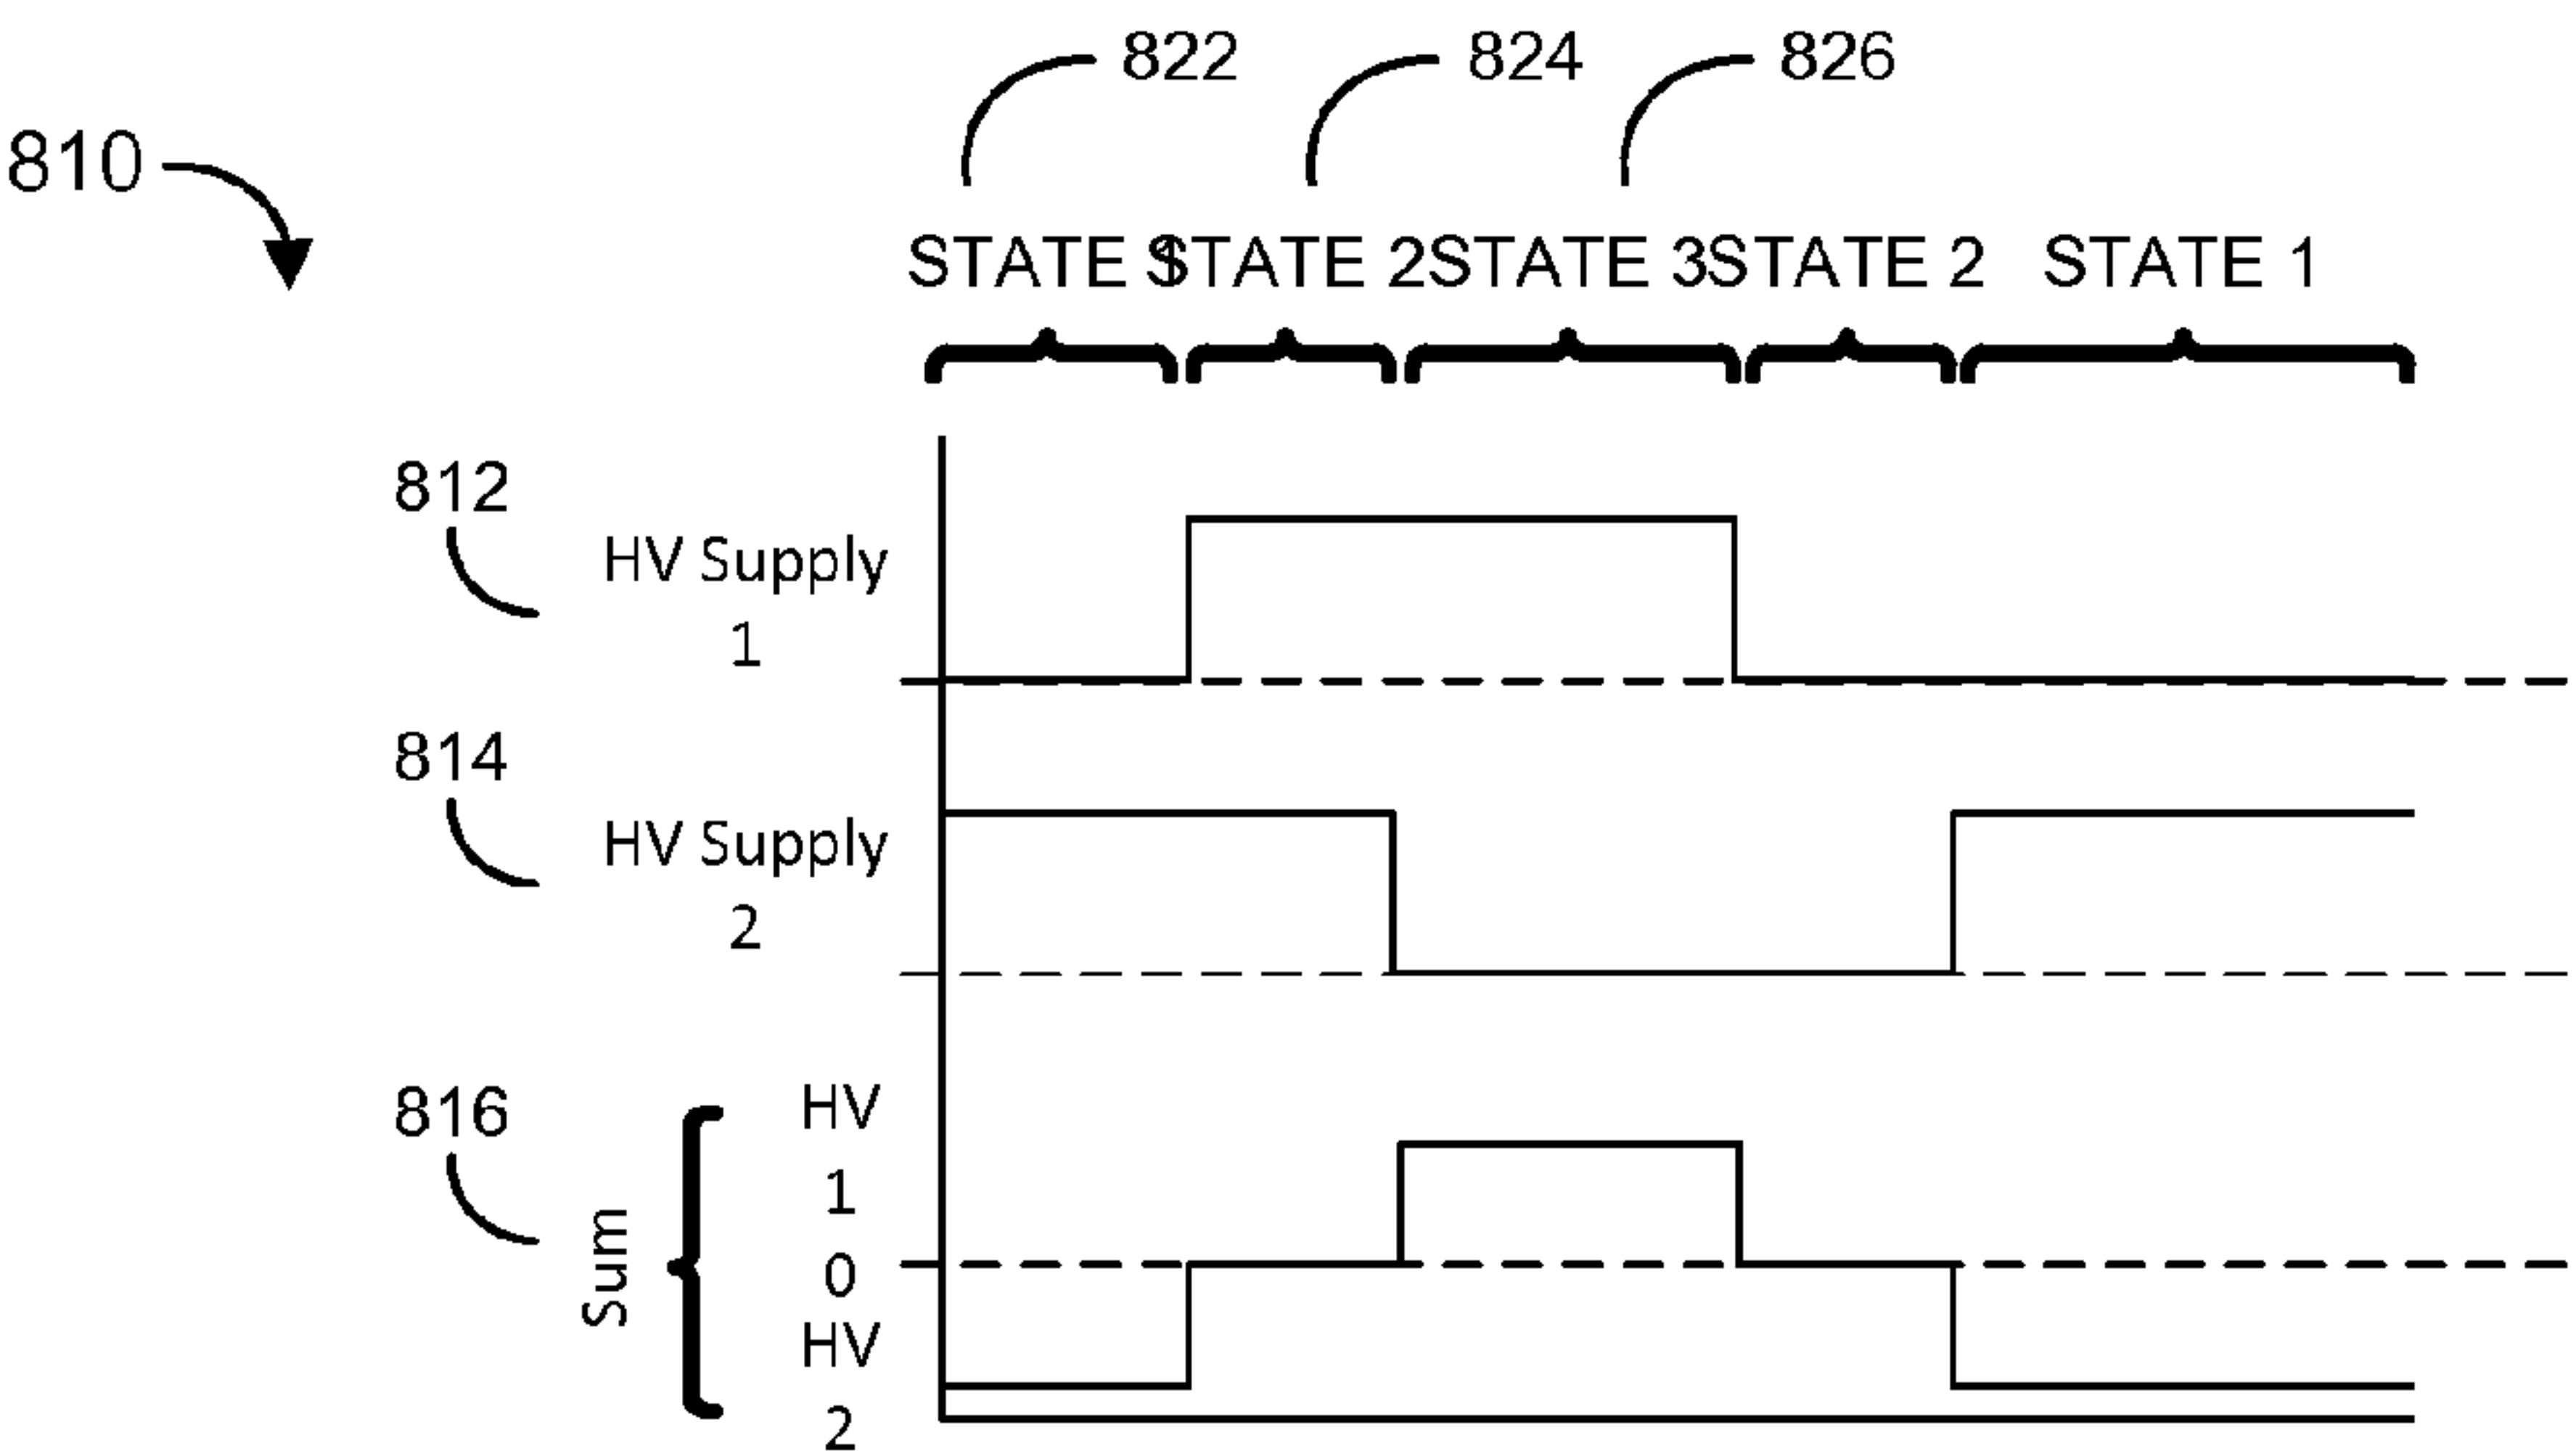 822 824 826
810
STATE 1 STATE 2 STATE 3 STATE 2 STATE 1
812
HV Supply
1
814
HV Supply
2
816
Sum
HV
1
0
HV
2